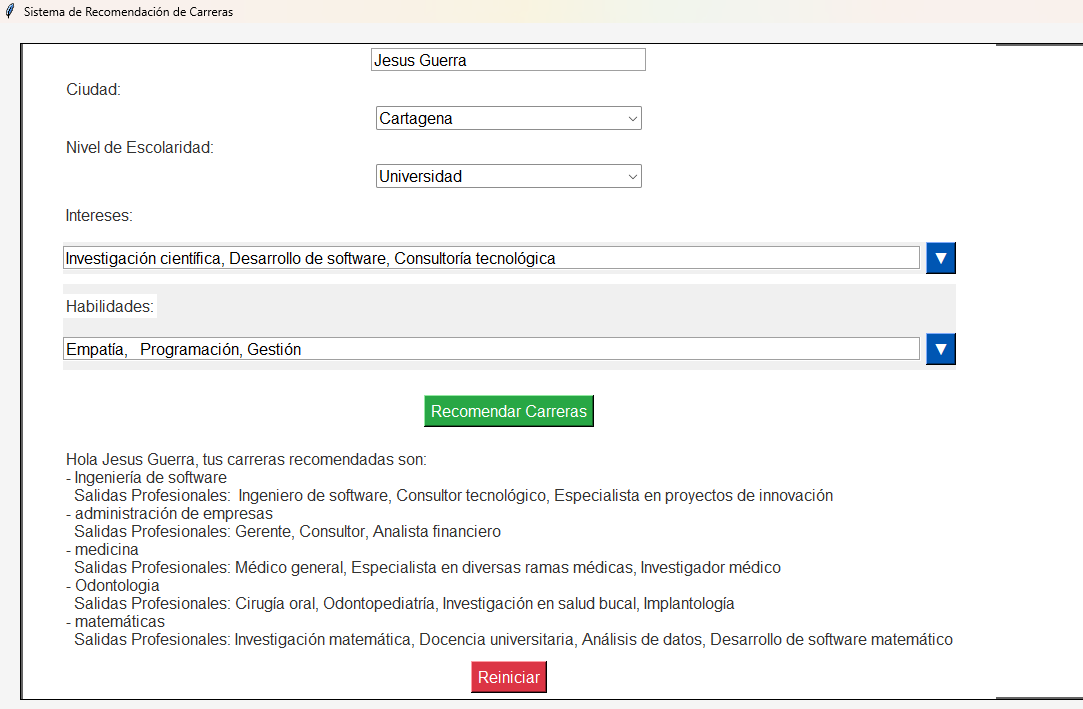 Sistema de Recomendación de Carreras
Jesus Guerra
Ciudad:
Cartagena
Nivel de Escolaridad:
Universidad
Intereses:
Investigación científica, Desarrollo de software, Consultoría tecnológica
▼
Habilidades:
Empatía,   Programación, Gestión
▼
Recomendar Carreras
Hola Jesus Guerra, tus carreras recomendadas son:
- Ingeniería de software
Salidas Profesionales:  Ingeniero de software, Consultor tecnológico, Especialista en proyectos de innovación
- administración de empresas
Salidas Profesionales: Gerente, Consultor, Analista financiero
- medicina
Salidas Profesionales: Médico general, Especialista en diversas ramas médicas, Investigador médico
- Odontologia
Salidas Profesionales: Cirugía oral, Odontopediatría, Investigación en salud bucal, Implantología
- matemáticas
Salidas Profesionales: Investigación matemática, Docencia universitaria, Análisis de datos, Desarrollo de software matemático
Reiniciar